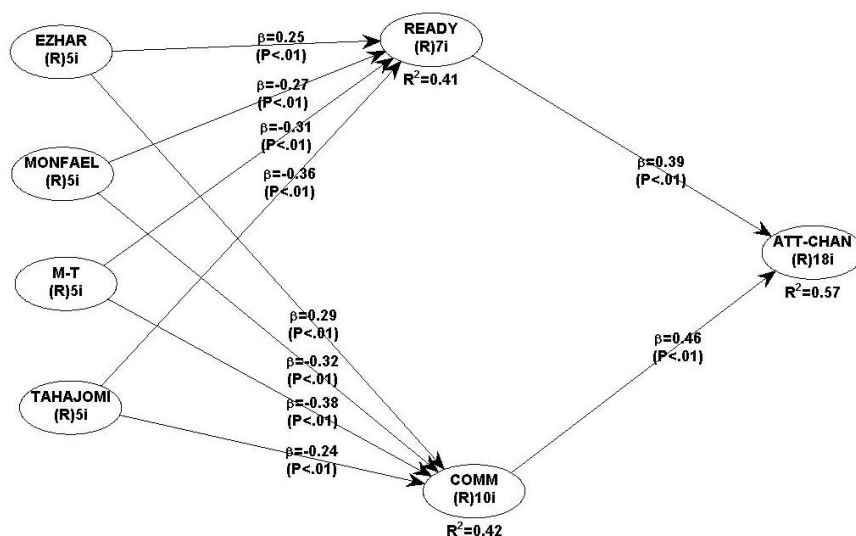 EZHAR
(R)5i
MONFAEL
(R)5i
M-T
(R)5i
TAHAJOMI
(R)5i
β=0.25
(P<.01)
β=-0.27
(P<.01)
β=-0.31
(P<.01)
β=-0.36
(P<.01)
β=0.29
(P<.01)
β=-0.32
(P<.01)
β=-0.38
(P<.01)
β=-0.24
(P<.01)
READY
(R)7i
R²=0.41
COMM
(R)10i
R²=0.42
β=0.39
(P<.01)
β=0.46
(P<.01)
ATT-CHAN
(R)18i
R²=0.57